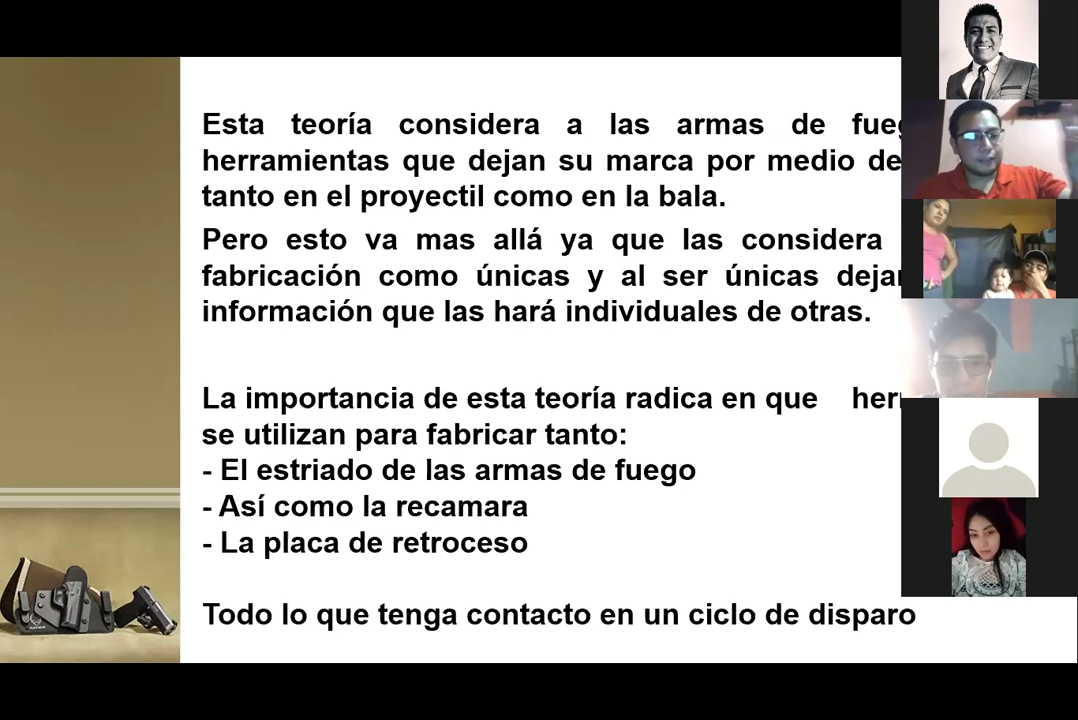 Esta teoría considera a las armas de
herramientas que dejan su marca por medio de
tanto en el proyectil como en la bala.
Pero esto va mas allá ya que las considera
fabricación como únicas y al ser únicas
información que las hará individuales de otras.
La importancia de esta teoría radica en que
se utilizan para fabricar tanto:
- El estriado de las armas de fuego
- Así como la recamara
- La placa de retroceso
Todo lo que tenga contacto en un ciclo de disparo